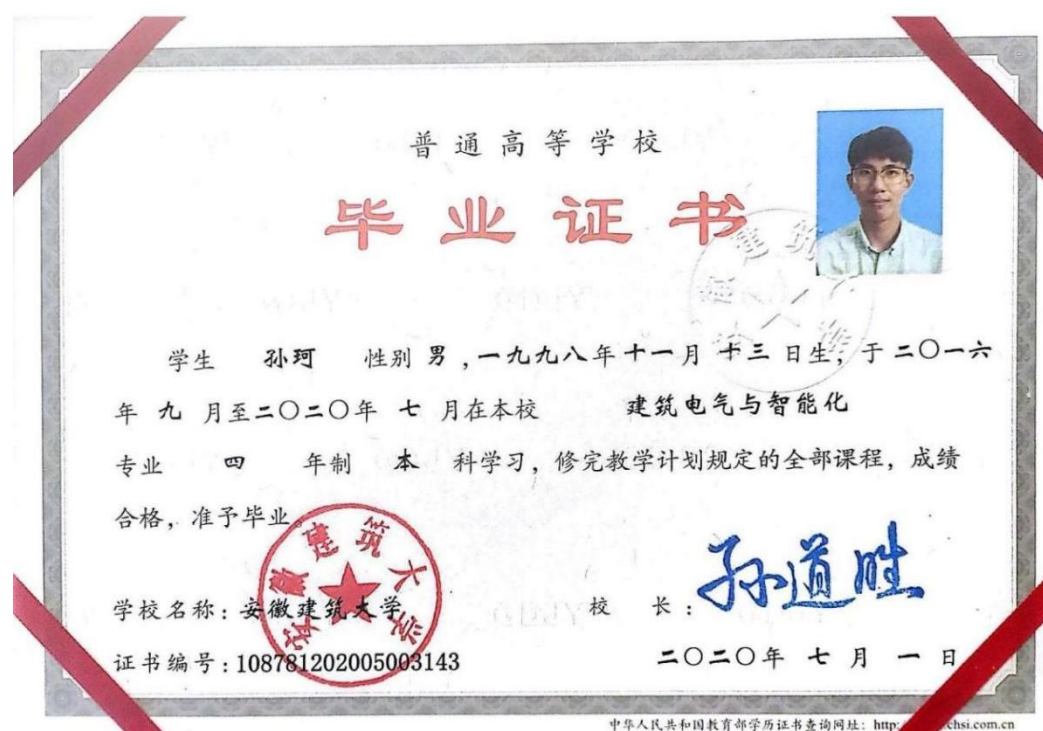 普通高等学校
毕业证书
学生 孙珂 性别 男，一九九八年十一月 十三 日生，于二〇一六
年 九 月至二〇二〇年 七 月在本校 建筑电气与智能化
专业 四 年制 本 科学习，修完教学计划规定的全部课程，成绩
合格，准予毕业
安徽建筑大学
学校名称：安徽建筑大学 校 长：孙道胜
证书编号：108781202005003143 二〇二〇年 七 月 一 日
中华人民共和国教育部学历证书查询网址：http: chsi.com.cn